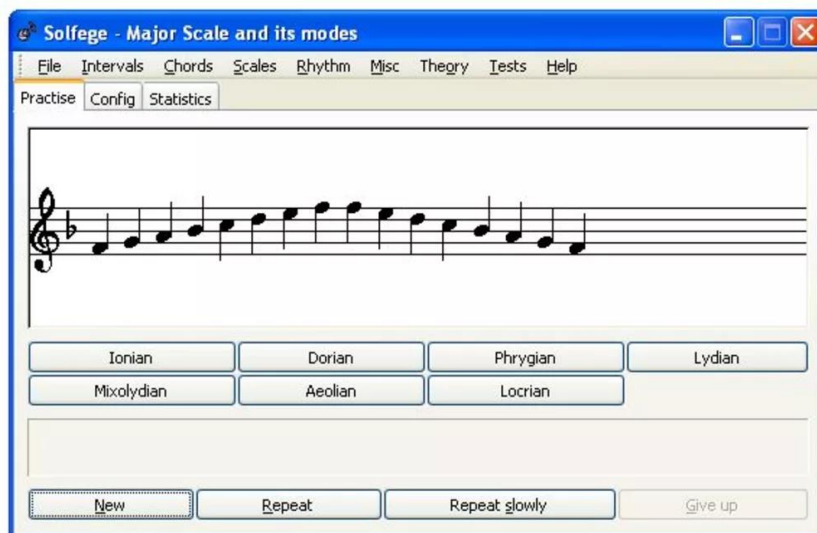 Solfege - Major Scale and its modes
File Intervals Chords Scales Rhythm Misc Theory Tests Help
Practise Config Statistics
Ionian Dorian Phrygian Lydian
Mixolydian Aeolian Locrian
New Repeat Repeat slowly Give up